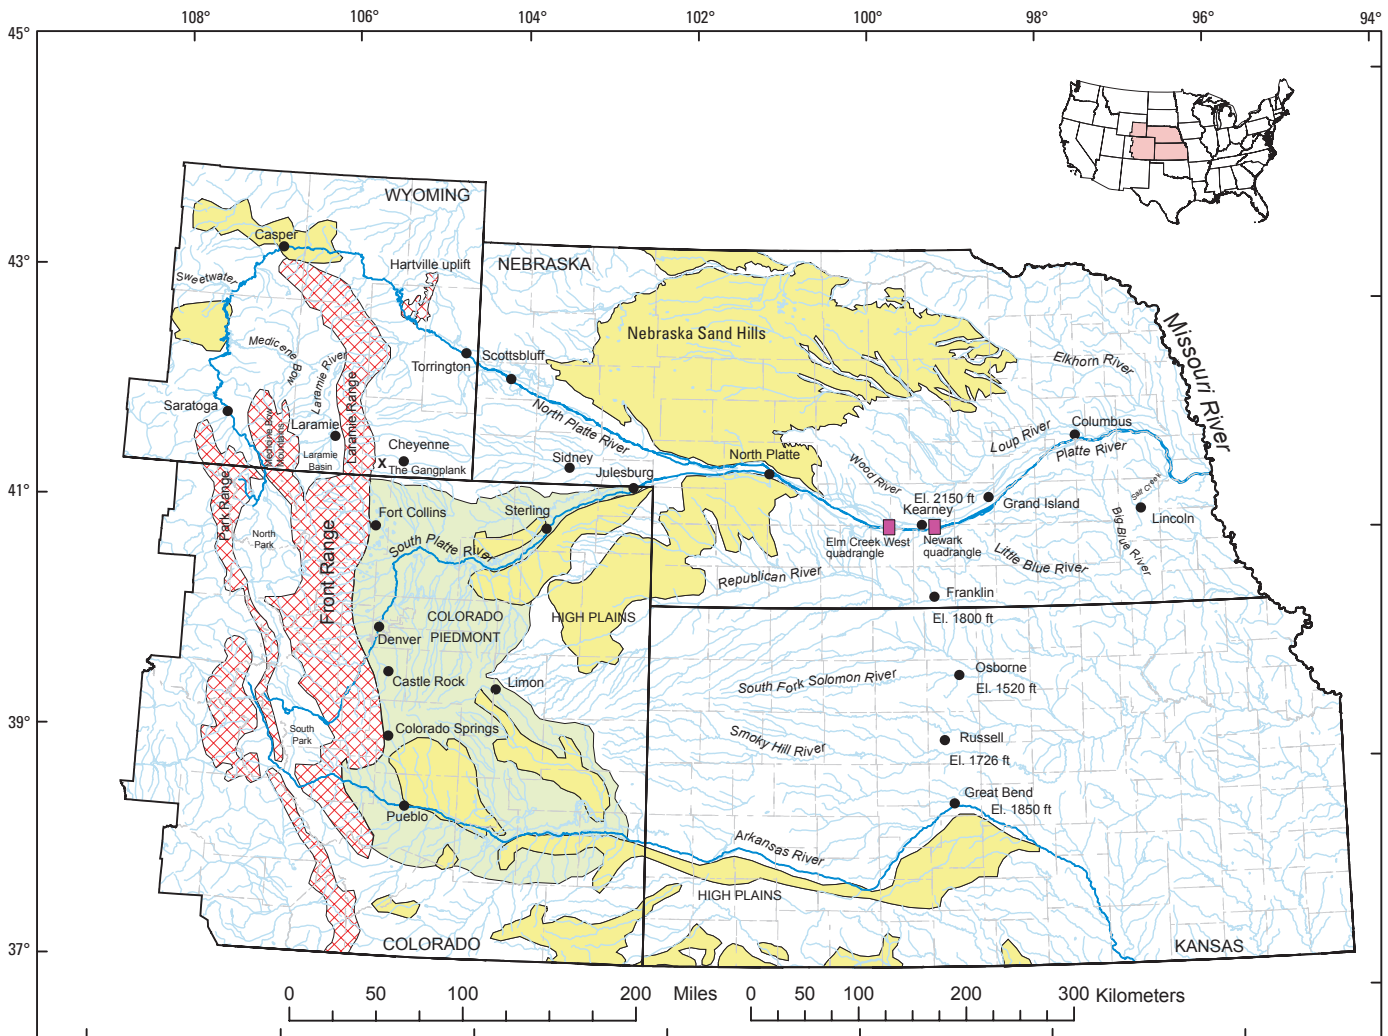 108° 106° 104° 102° 100° 98° 96° 94°
45°
43°
41°
39°
37°
WYOMING
NEBRASKA
COLORADO
KANSAS
Casper
Sweetwater
Hartville uplift
Medicine
Bow
Laramie River
Laramie Range
Torrington
Scottsbluff
Saratoga
Medicine Bow
Mountains
Laramie
Laramie
Basin
Cheyenne
x
The Gangplank
North Platte River
Nebraska Sand Hills
Sidney
Julesburg
North Platte
Wood River
Loup River
Elkhorn River
Missouri River
Columbus
Platte River
Salt Creek
El. 2150 ft
Kearney
Grand Island
Lincoln
Big Blue River
Elm Creek West
quadrangle
Newark
quadrangle
Little Blue River
Republican River
Franklin
El. 1800 ft
Park Range
North
Park
Front Range
Fort Collins
Sterling
South Platte River
COLORADO
PIEDMONT
HIGH PLAINS
Denver
Castle Rock
Limon
South
Park
Colorado Springs
Pueblo
South Fork Solomon River
Osborne
El. 1520 ft
Smoky Hill River
Russell
El. 1726 ft
Great Bend
El. 1850 ft
Arkansas River
HIGH PLAINS
0 50 100 200 Miles
0 50 100 200 300 Kilometers